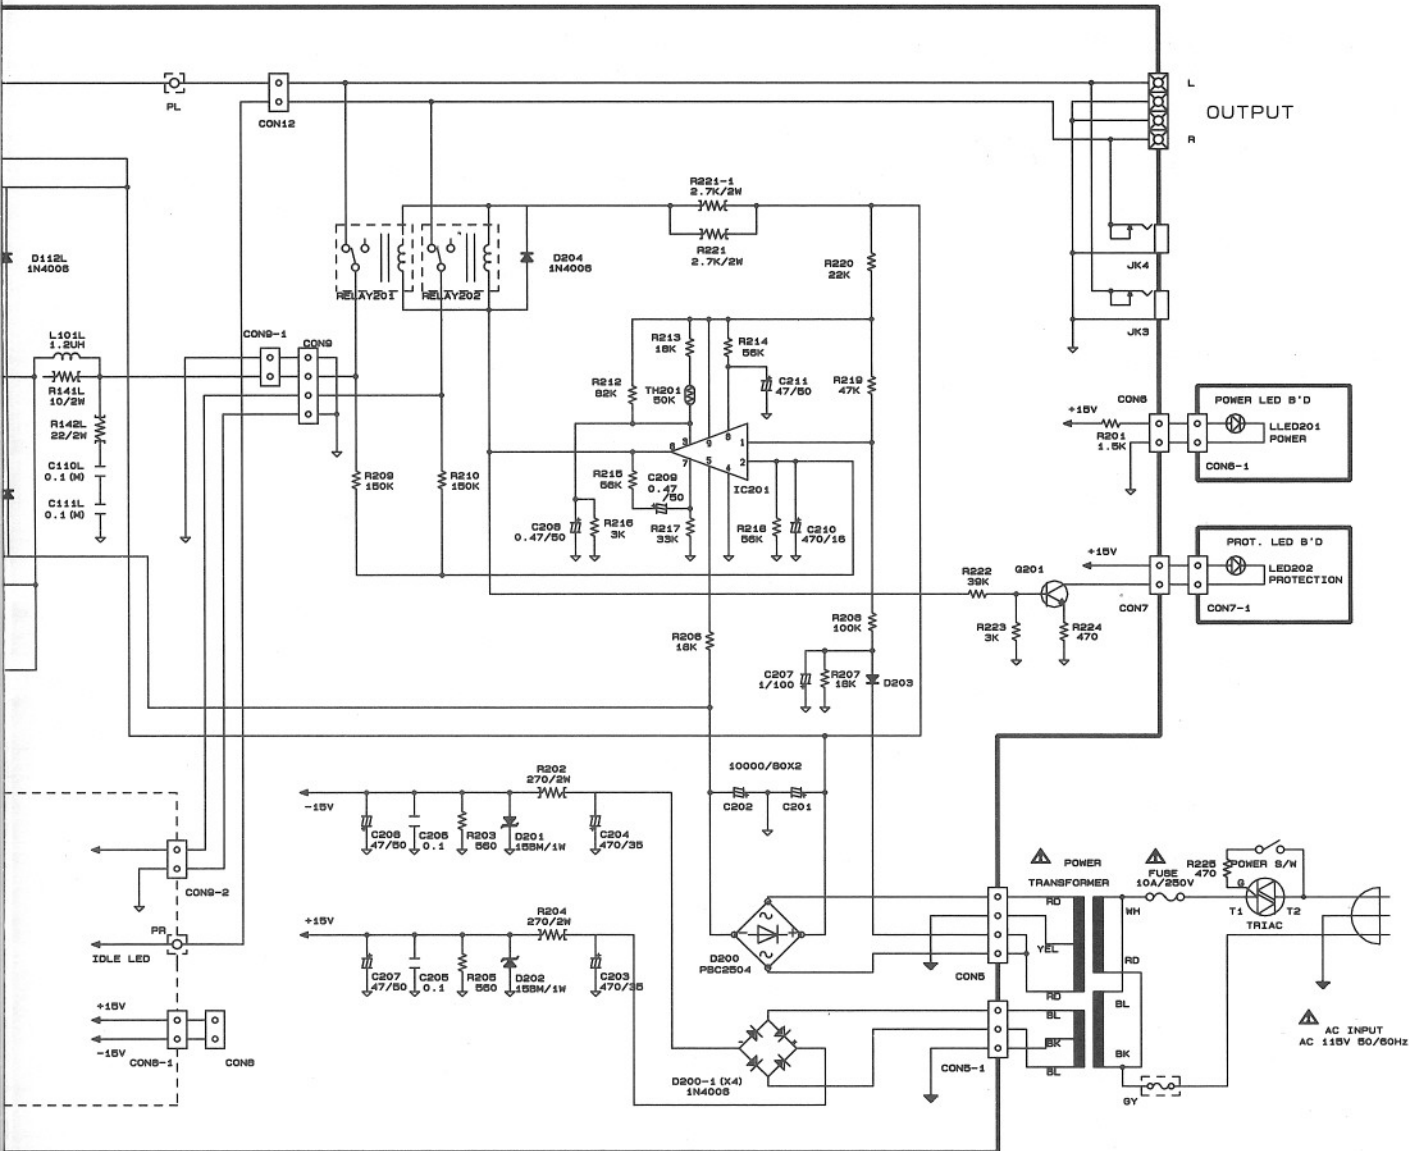 PL
CON12
L
OUTPUT
R
R221-1
2.7K/2W
R221
2.7K/2W
D112L
1N4006
D204
1N4006
R220
22K
JK4
RELAY201
RELAY202
JK3
L101L
1.2UH
CON9-1
CON9
R213
18K
R214
56K
R141L
10/2W
R212
82K
TH201
50K
C211
47/50
R219
47K
R142L
22/2W
C110L
0.1(M)
C111L
0.1(M)
+15V
CON6
R201
1.5K
POWER LED B'D
LLED201
POWER
CON6-1
6
3
9
8
1
7
5
4
2
IC201
R209
150K
R210
150K
R215
56K
C209
0.47
/50
C208
0.47/50
R216
3K
R217
33K
R218
56K
C210
470/16
+15V
PROT. LED B'D
LED202
PROTECTION
CON7
CON7-1
R222
39K
Q201
R223
3K
R224
470
R206
18K
R208
100K
C207
1/100
R207
18K
D203
10000/80X2
C202
C201
R202
270/2W
-15V
C206
47/50
C205
0.1
R203
560
D201
15BM/1W
C204
470/35
CON9-2
R204
270/2W
+15V
C207
47/50
C205
0.1
R205
560
D202
15BM/1W
C203
470/35
PR
IDLE LED
+15V
-15V
CON8-1
CON8
D200
PBC2504
D200-1(X4)
1N4006
CON5
CON5-1
POWER
TRANSFORMER
RD
YEL
RD
BL
BK
BL
WH
RD
BL
BK
GY
FUSE
10A/250V
R225
470
POWER S/W
G
T1
T2
TRIAC
AC INPUT
AC 115V 50/60Hz